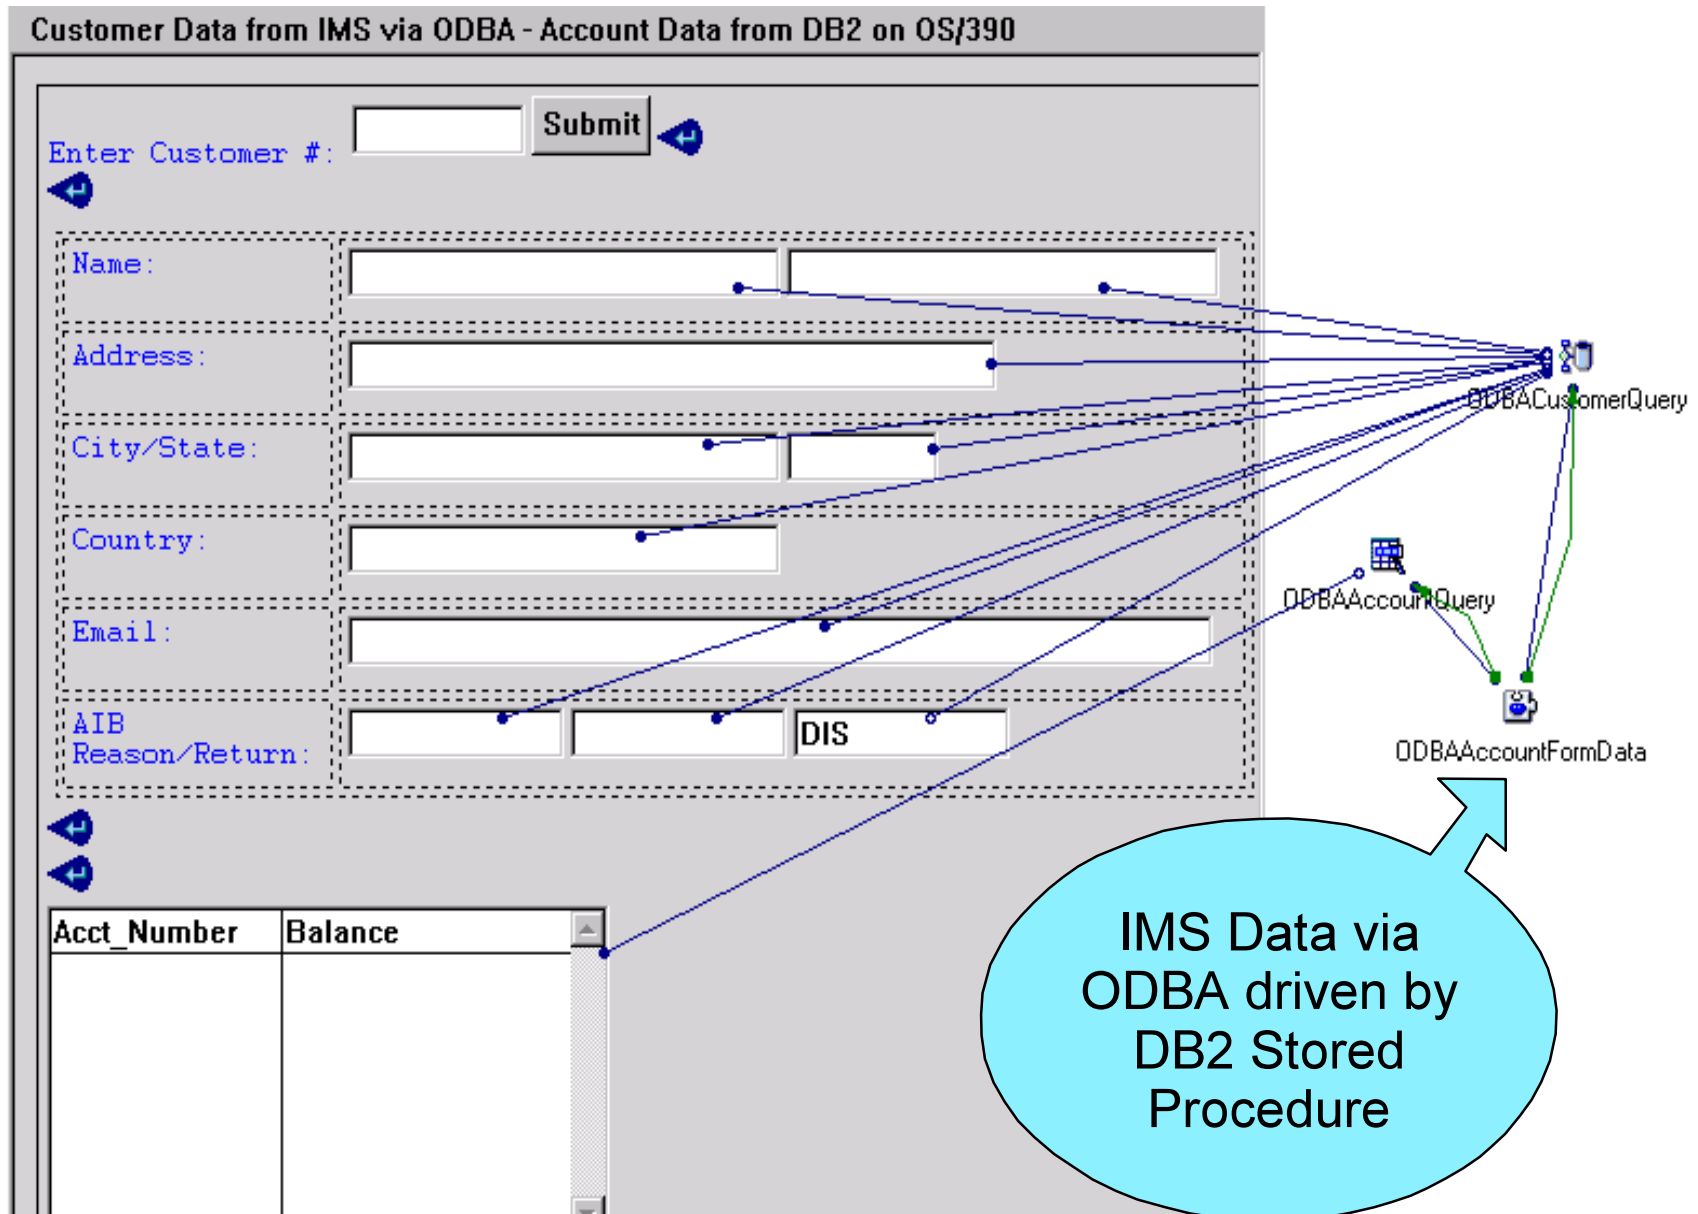 Customer Data from IMS via ODBA - Account Data from DB2 on OS/390
Enter Customer #:
Submit
Name:
Address:
City/State:
Country:
Email:
AIB
Reason/Return:
DIS
Acct_Number
Balance
ODBACustomerQuery
ODBAAccountQuery
ODBAAccountFormData
IMS Data via
ODBA driven by
DB2 Stored
Procedure